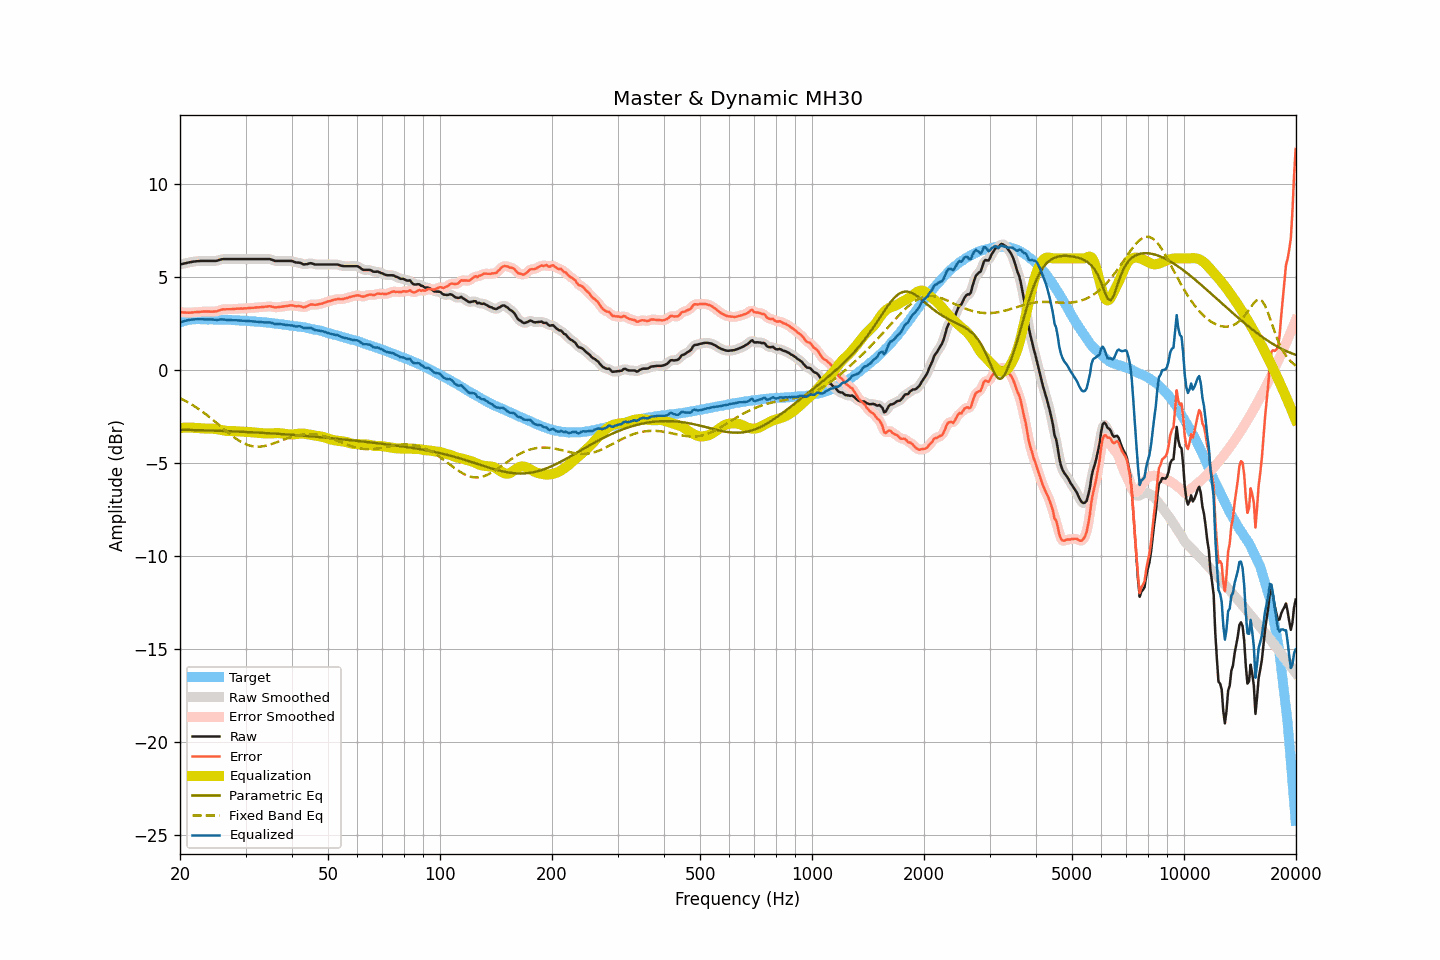 Master & Dynamic MH30
Amplitude (dBr)
10
5
0
−5
−10
−15
−20
−25
Target
Raw Smoothed
Error Smoothed
Raw
Error
Equalization
Parametric Eq
Fixed Band Eq
Equalized
20 50 100 200 500 1000 2000 5000 10000 20000
Frequency (Hz)